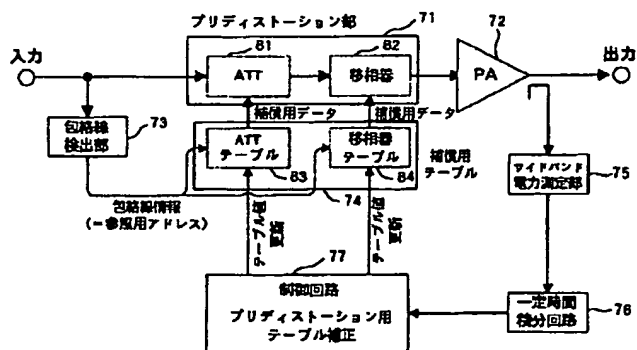 プリディストーション部
71
72
81
82
入力
ATT
移相器
PA
出力
補償用データ
補償用データ
包絡線
検出部
73
ATT
テーブル
移相器
テーブル
補償用
テーブル
83
84
74
包絡線情報
(=参照用アドレス)
テーブル値
更新
テーブル値
更新
ワイドバンド
電力測定部
75
77
制御回路
プリディストーション用
テーブル補正
一定時間
検分回路
76